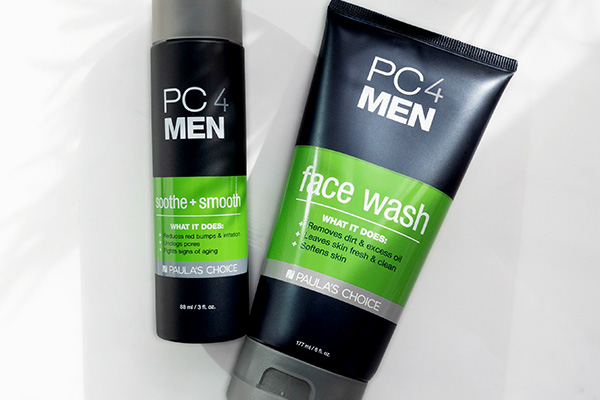 PC4
MEN
soothe + smooth
WHAT IT DOES:
+ Reduces red bumps & irritation
+ Unclogs pores
+ Fights signs of aging
PAULA'S CHOICE
88 ml / 3 fl. oz.
PC4
MEN
face wash
WHAT IT DOES:
+ Removes dirt & excess oil
+ Leaves skin fresh & clean
+ Softens skin
PAULA'S CHOICE
177 ml / 6 fl. oz.